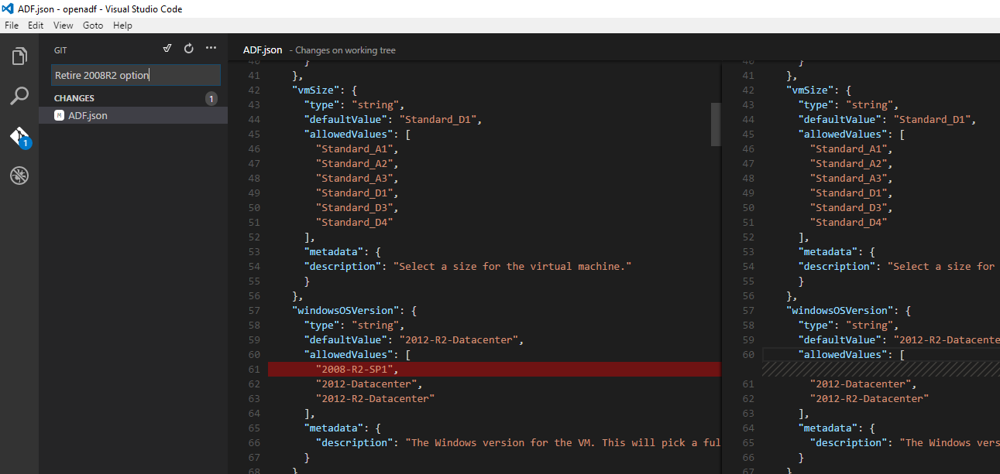 ADF.json - openadf - Visual Studio Code
File Edit View Goto Help
GIT
Retire 2008R2 option
CHANGES 1
M ADF.json
1
ADF.json - Changes on working tree
40 }
41 },
42 "vmSize": {
43 "type": "string",
44 "defaultValue": "Standard_D1",
45 "allowedValues": [
46 "Standard_A1",
47 "Standard_A2",
48 "Standard_A3",
49 "Standard_D1",
50 "Standard_D3",
51 "Standard_D4"
52 ],
53 "metadata": {
54 "description": "Select a size for the virtual machine."
55 }
56 },
57 "windowsOSVersion": {
58 "type": "string",
59 "defaultValue": "2012-R2-Datacenter",
60 "allowedValues": [
61 "2008-R2-SP1",
62 "2012-Datacenter",
63 "2012-R2-Datacenter"
64 ],
65 "metadata": {
66 "description": "The Windows version for the VM. This will pick a ful
67 }
68 }
40 }
41 },
42 "vmSize": {
43 "type": "string",
44 "defaultValue": "Standard_D1",
45 "allowedValues": [
46 "Standard_A1",
47 "Standard_A2",
48 "Standard_A3",
49 "Standard_D1",
50 "Standard_D3",
51 "Standard_D4"
52 ],
53 "metadata": {
54 "description": "Select a size for
55 }
56 },
57 "windowsOSVersion": {
58 "type": "string",
59 "defaultValue": "2012-R2-Datacente
60 "allowedValues": [
61 "2012-Datacenter",
62 "2012-R2-Datacenter"
63 ],
64 "metadata": {
65 "description": "The Windows vers
66 }
67 }